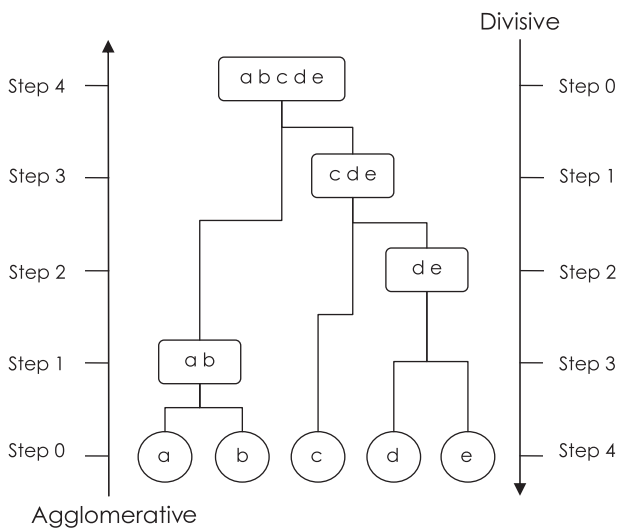 Divisive
Step 4
a b c d e
Step 0
Step 3
c d e
Step 1
Step 2
d e
Step 2
Step 1
a b
Step 3
Step 0
a
b
c
d
e
Step 4
Agglomerative